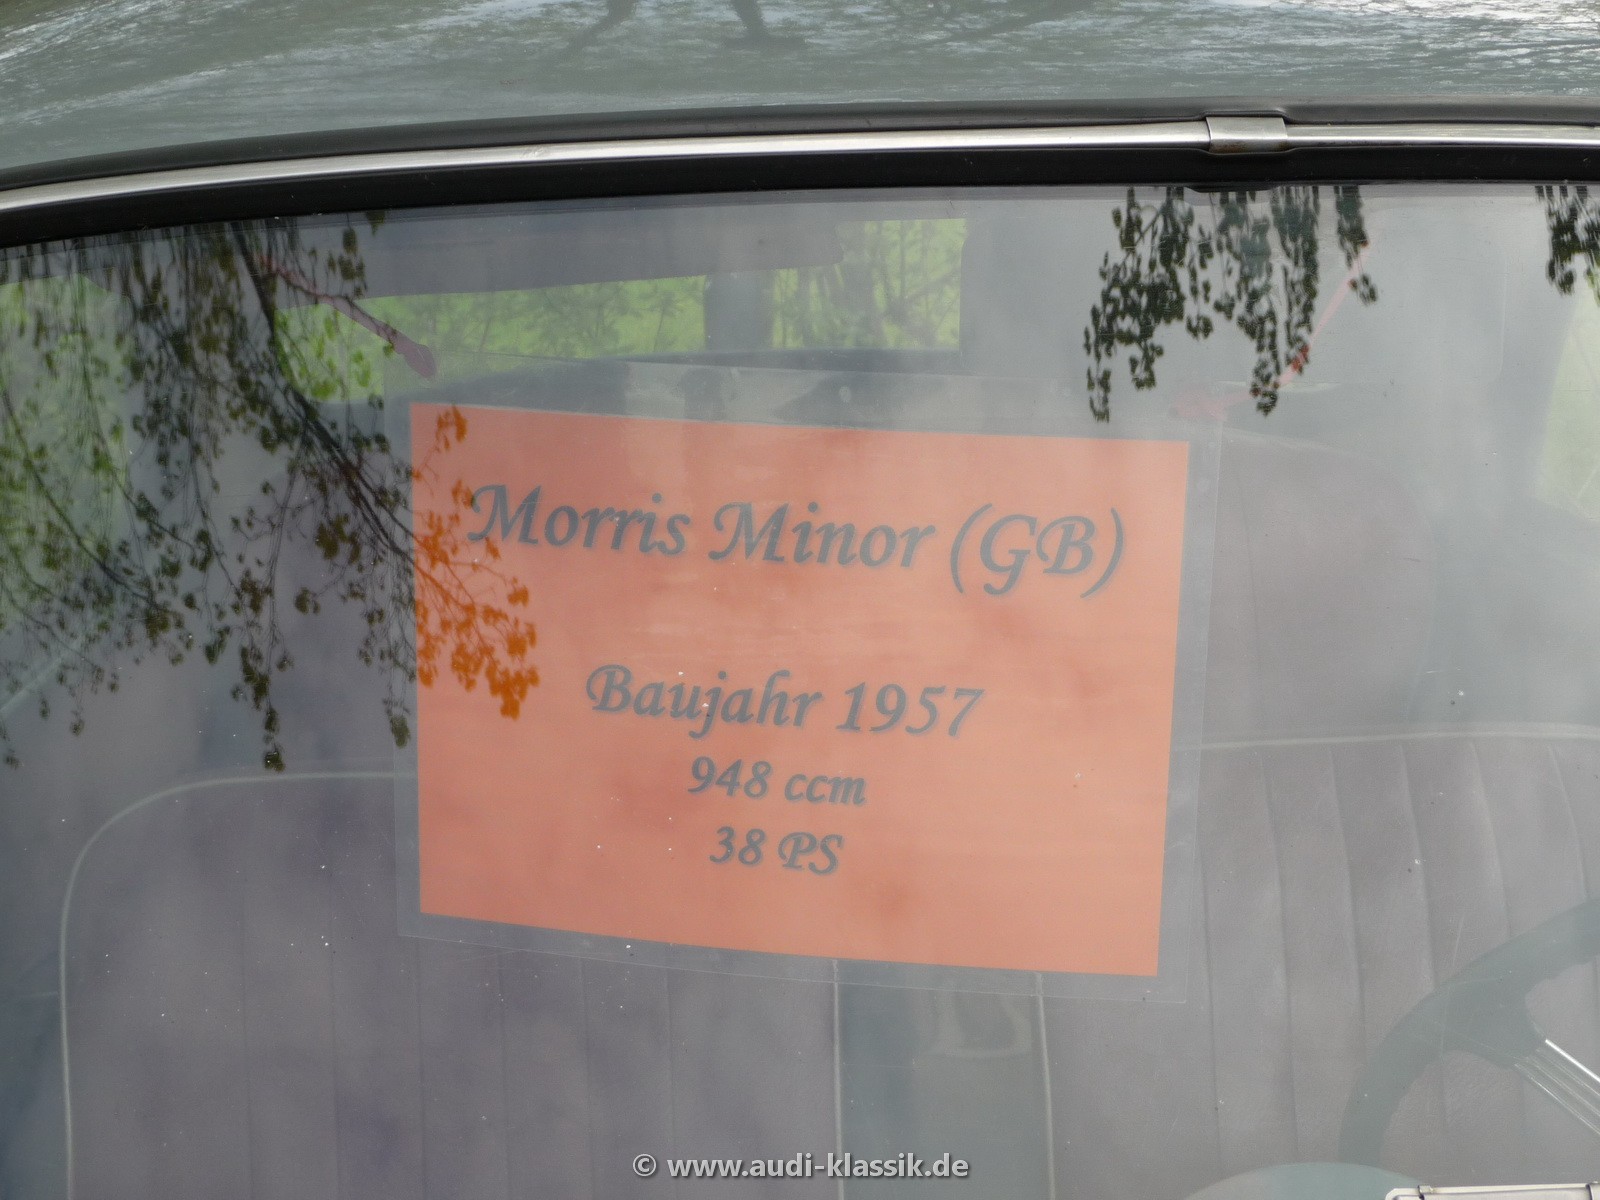 Morris Minor (GB)
Baujahr 1957
948 ccm
38 PS
© www.audi-klassik.de